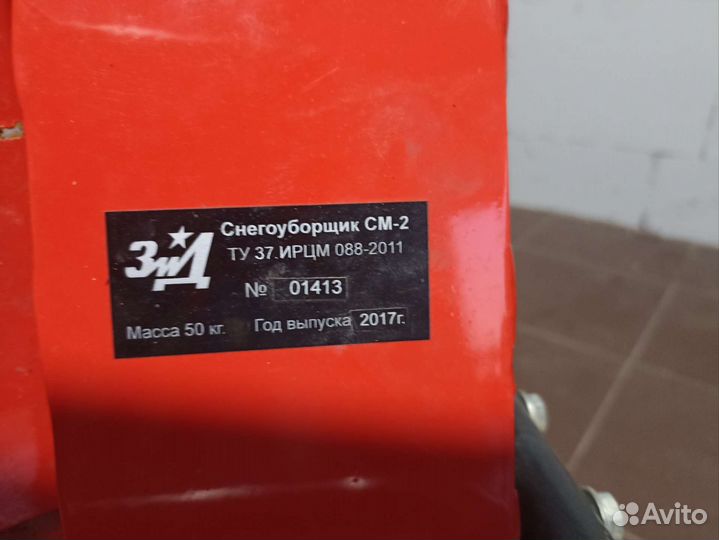 ЗиД
Снегоуборщик СМ-2
ТУ 37.ИРЦМ 088-2011
№ 01413
Масса 50 кг. Год выпуска 2017г.
Avito